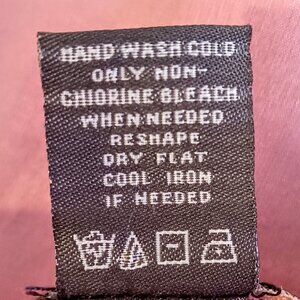 HAND WASH COLD
ONLY NON-
CHLORINE BLEACH
WHEN NEEDED
RESHAPE
DRY FLAT
COOL IRON
IF NEEDED